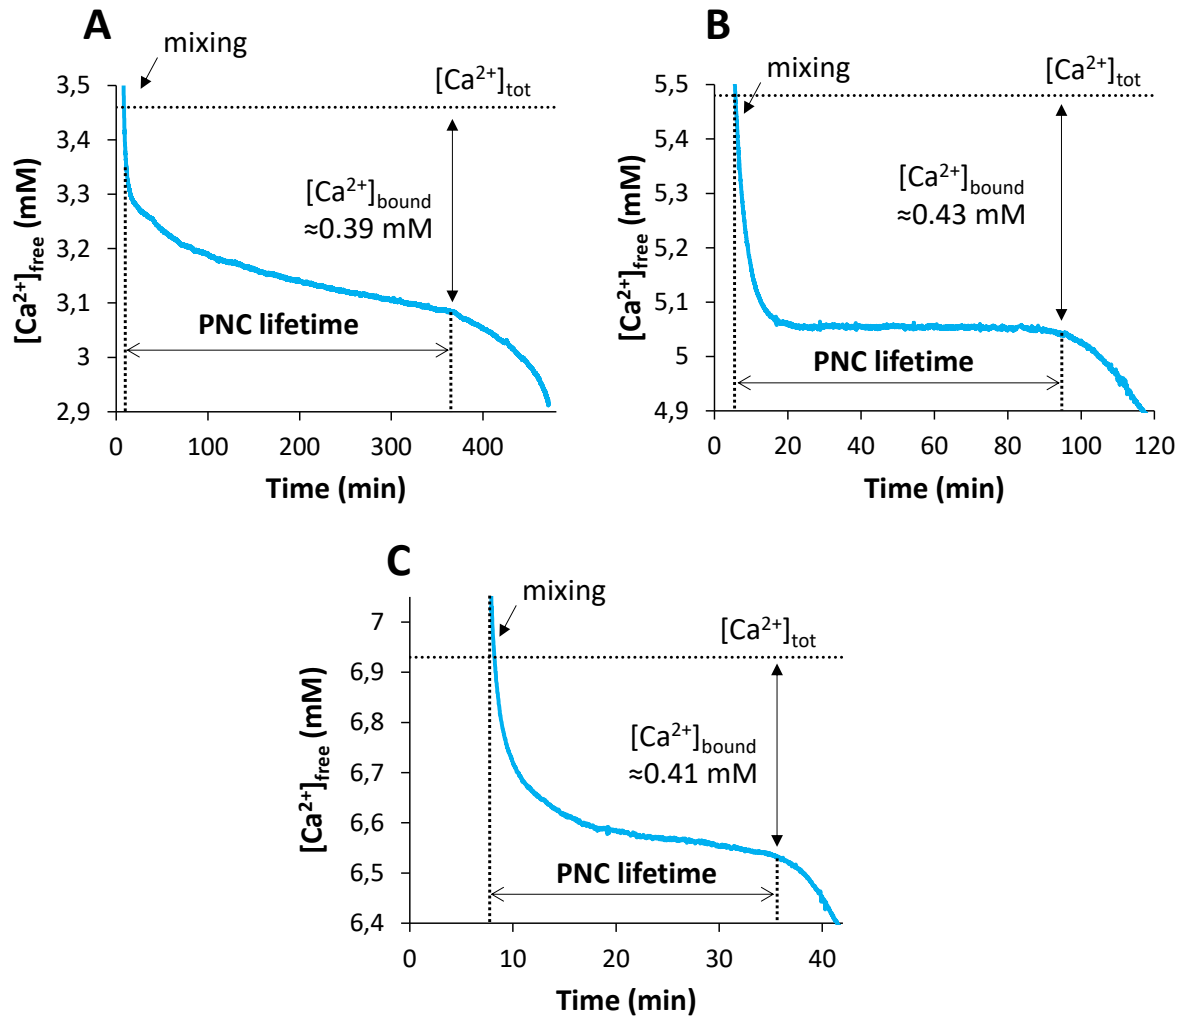 A
mixing
[Ca²⁺]tot
3,5
3,4
3,3
3,2
3,1
3
2,9
[Ca²⁺]free (mM)
[Ca²⁺]bound
≈0.39 mM
PNC lifetime
0
100
200
300
400
Time (min)
B
mixing
[Ca²⁺]tot
5,5
5,4
5,3
5,2
5,1
5
4,9
[Ca²⁺]free (mM)
[Ca²⁺]bound
≈0.43 mM
PNC lifetime
0
20
40
60
80
100
120
Time (min)
C
mixing
[Ca²⁺]tot
7
6,9
6,8
6,7
6,6
6,5
6,4
[Ca²⁺]free (mM)
[Ca²⁺]bound
≈0.41 mM
PNC lifetime
0
10
20
30
40
Time (min)